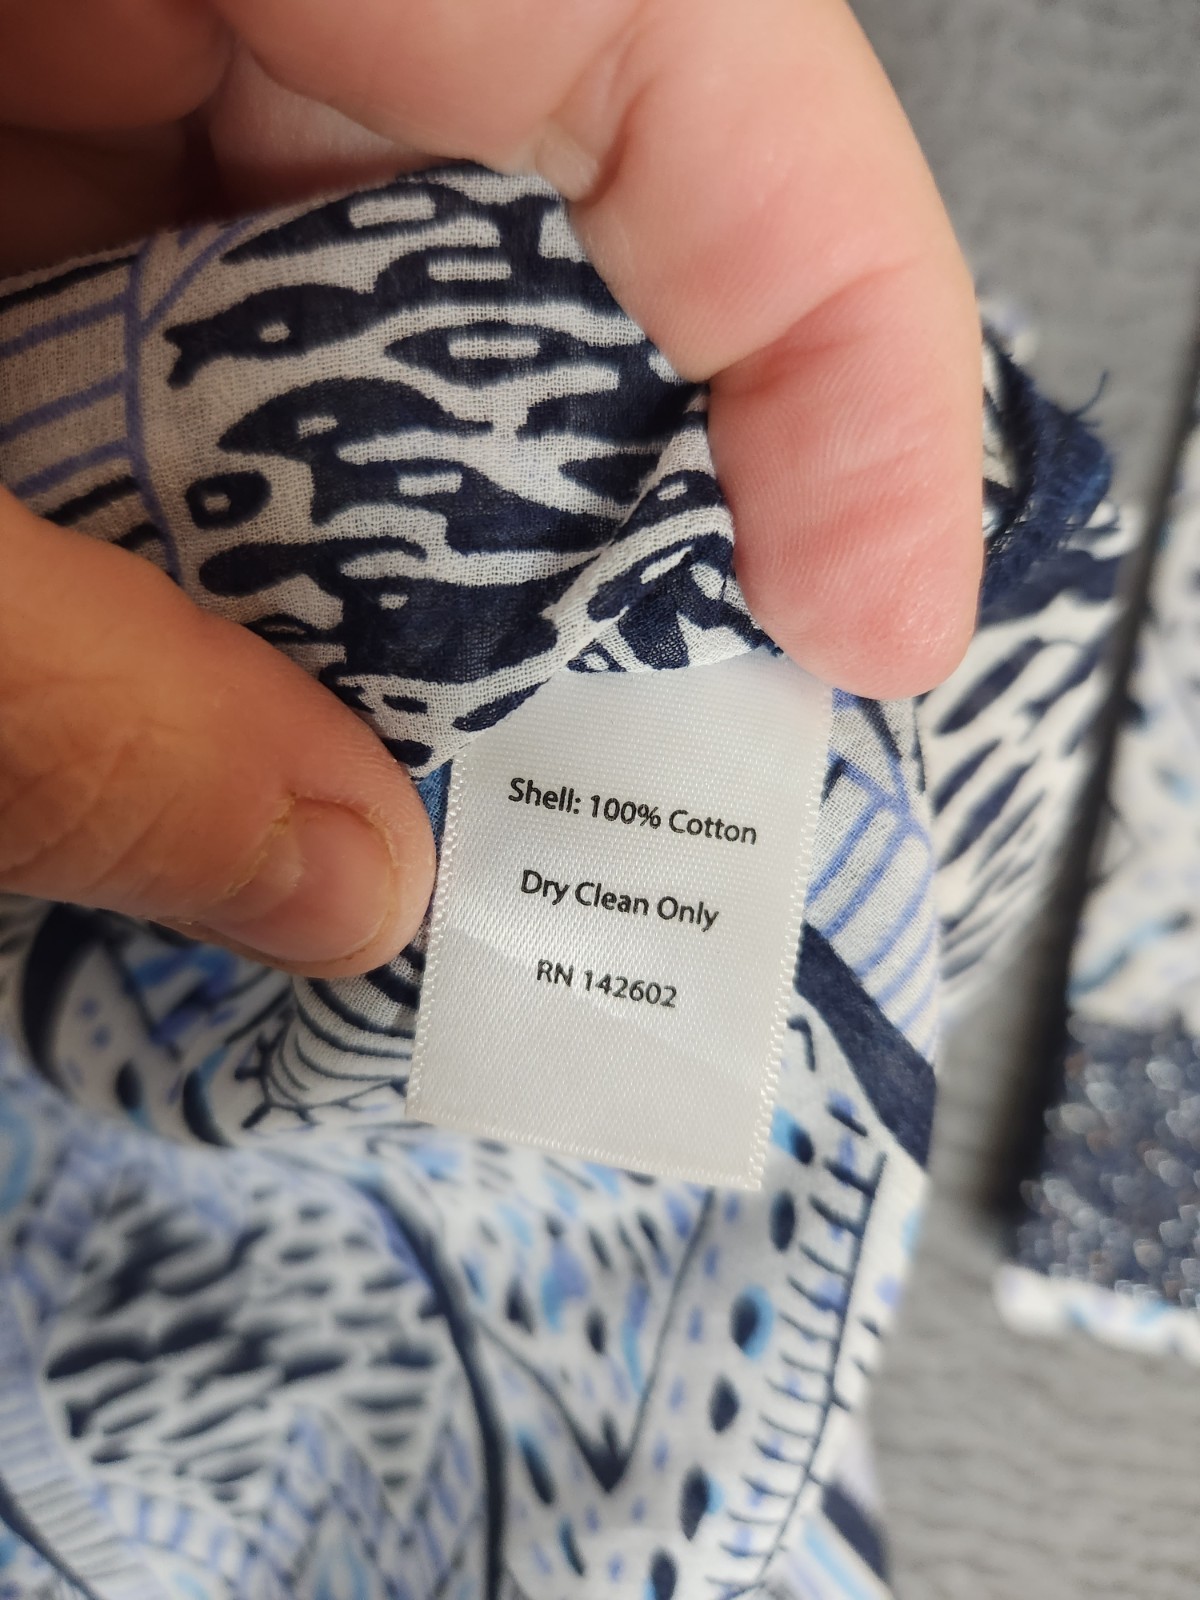 Shell: 100% Cotton
Dry Clean Only
RN 142602